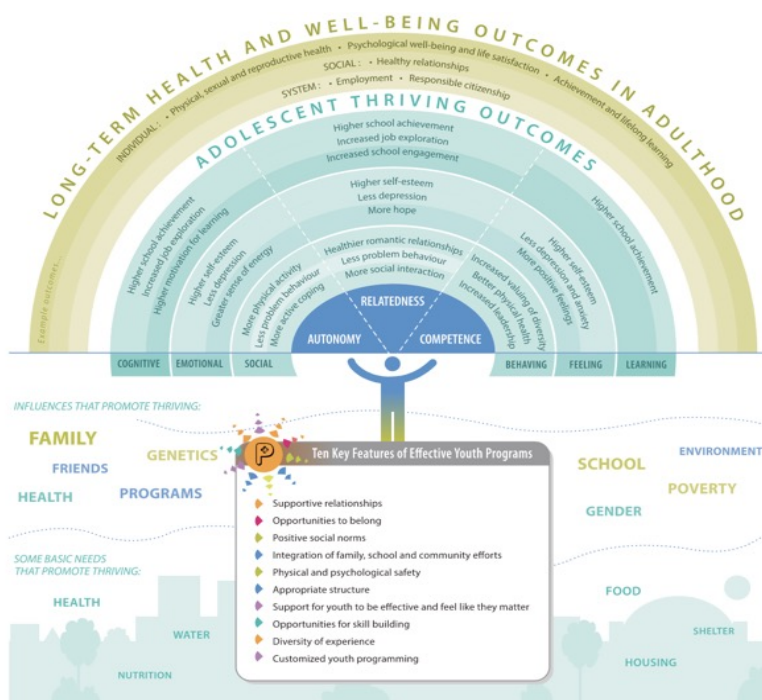 LONG-TERM HEALTH AND WELL-BEING OUTCOMES IN ADULTHOOD
INDIVIDUAL : • Physical, sexual and reproductive health • Psychological well-being and life satisfaction • Achievement and lifelong learning
SOCIAL : • Healthy relationships
SYSTEM : • Employment • Responsible citizenship
ADOLESCENT THRIVING OUTCOMES
Higher school achievement
Increased job exploration
Increased school engagement
Higher self-esteem
Less depression
More hope
Healthier romantic relationships
Less problem behaviour
More social interaction
Higher school achievement
Increased job exploration
Higher motivation for learning
Higher self-esteem
Less depression
Greater sense of energy
More physical activity
Less problem behaviour
More active coping
Increased valuing of diversity
Better physical health
Increased leadership
Higher self-esteem
Less depression and anxiety
More positive feelings
Higher school achievement
Example outcomes...
RELATEDNESS
AUTONOMY
COMPETENCE
COGNITIVE
EMOTIONAL
SOCIAL
BEHAVING
FEELING
LEARNING
INFLUENCES THAT PROMOTE THRIVING:
FAMILY
GENETICS
FRIENDS
HEALTH
PROGRAMS
SCHOOL
ENVIRONMENT
POVERTY
GENDER
P
Ten Key Features of Effective Youth Programs
Supportive relationships
Opportunities to belong
Positive social norms
Integration of family, school and community efforts
Physical and psychological safety
Appropriate structure
Support for youth to be effective and feel like they matter
Opportunities for skill building
Diversity of experience
Customized youth programming
SOME BASIC NEEDS
THAT PROMOTE THRIVING:
HEALTH
WATER
NUTRITION
FOOD
SHELTER
HOUSING